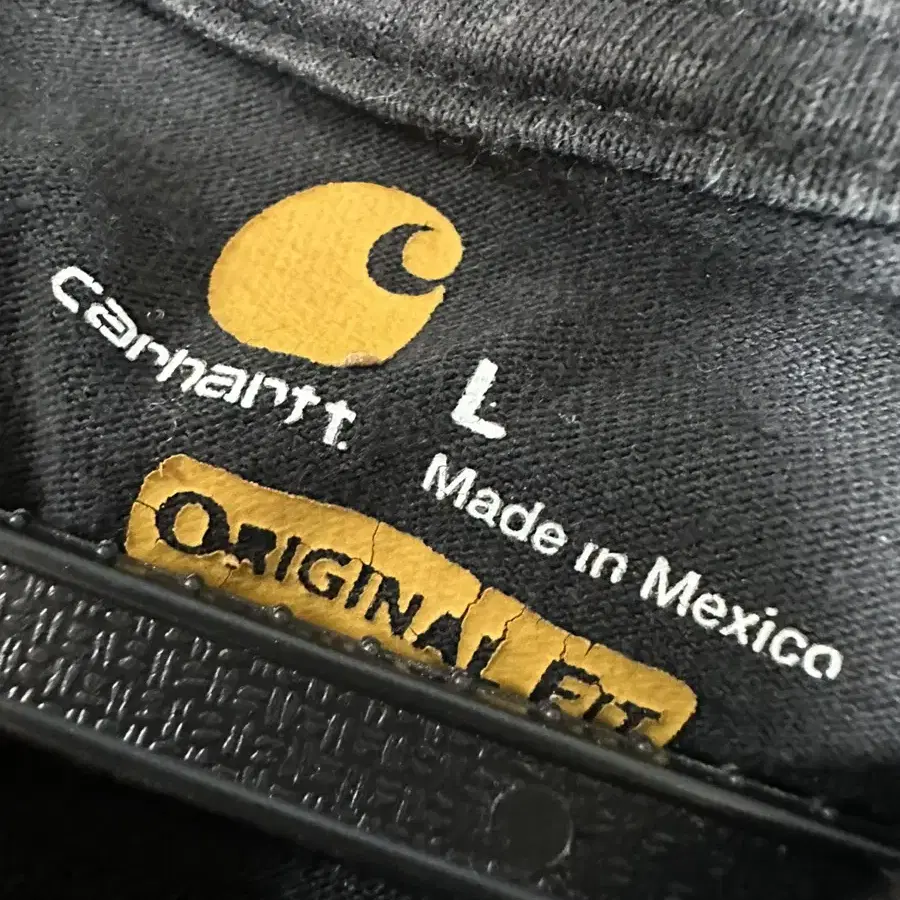 carhartt.
L
Made in Mexico
ORIGINAL FIT